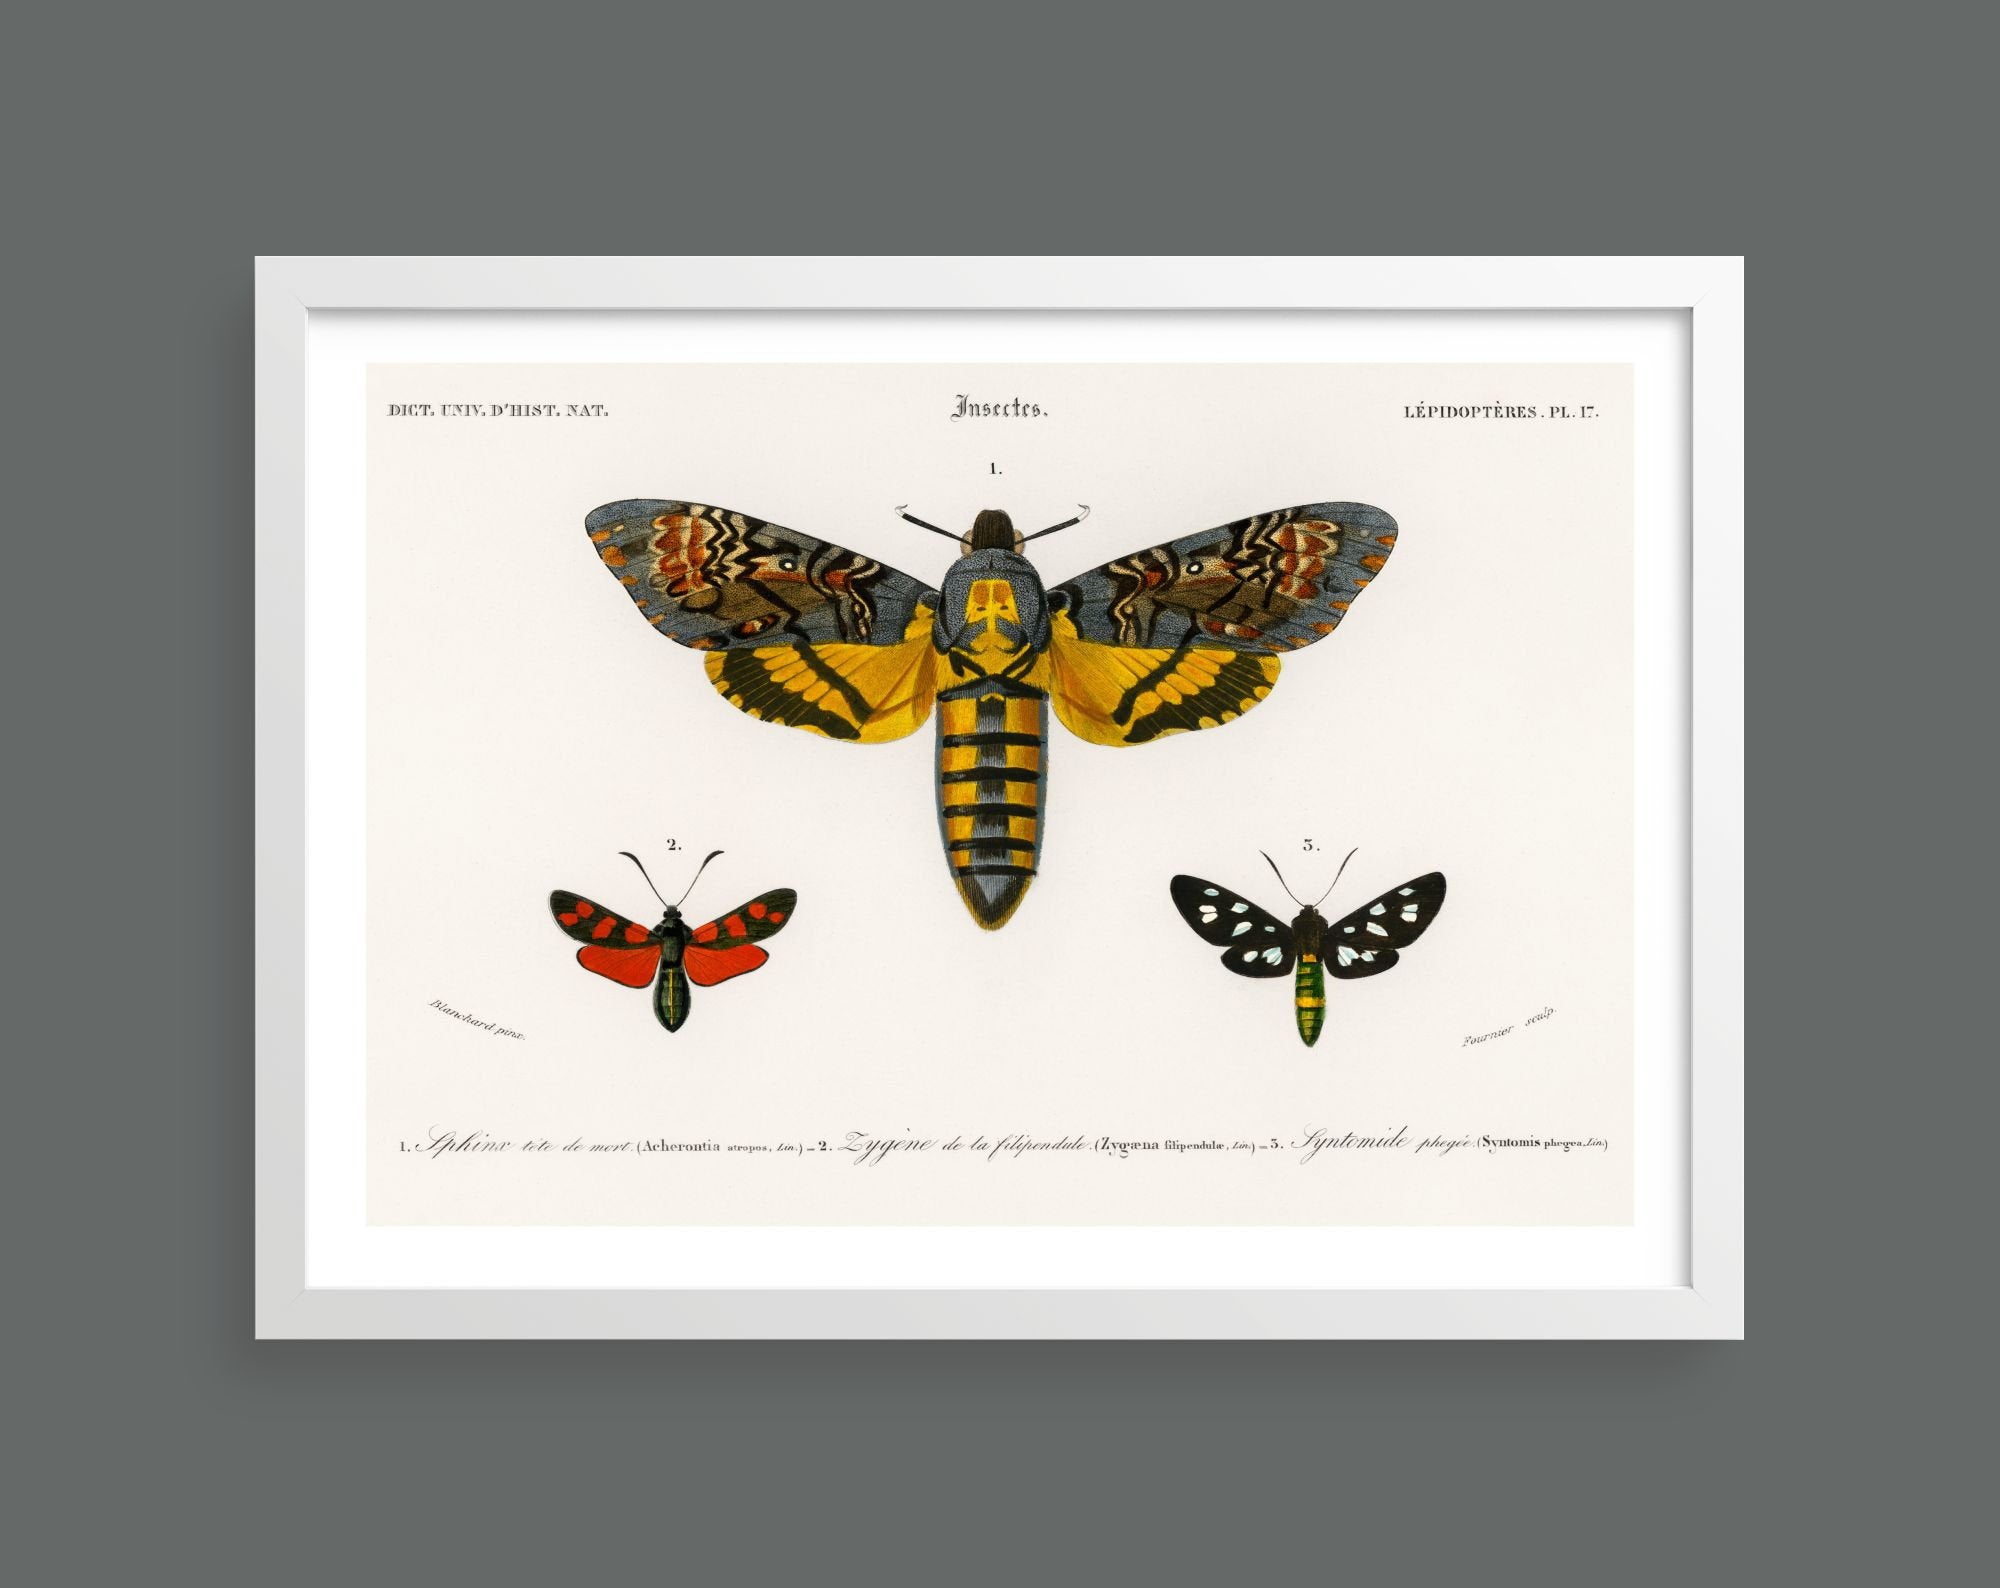 DICT. UNIV. D'HIST. NAT.
Insectes.
LÉPIDOPTÈRES. PL. 17.
1.
2.
3.
Blanchard pinx.
Fournier sculp.
1. Sphinx tête de mort. (Acherontia atropos, Lin.) _ 2. Zygène de la filipendule. (Zygæna filipendulæ, Lin.) _ 3. Syntomide phegée. (Syntomis phegea, Lin.)